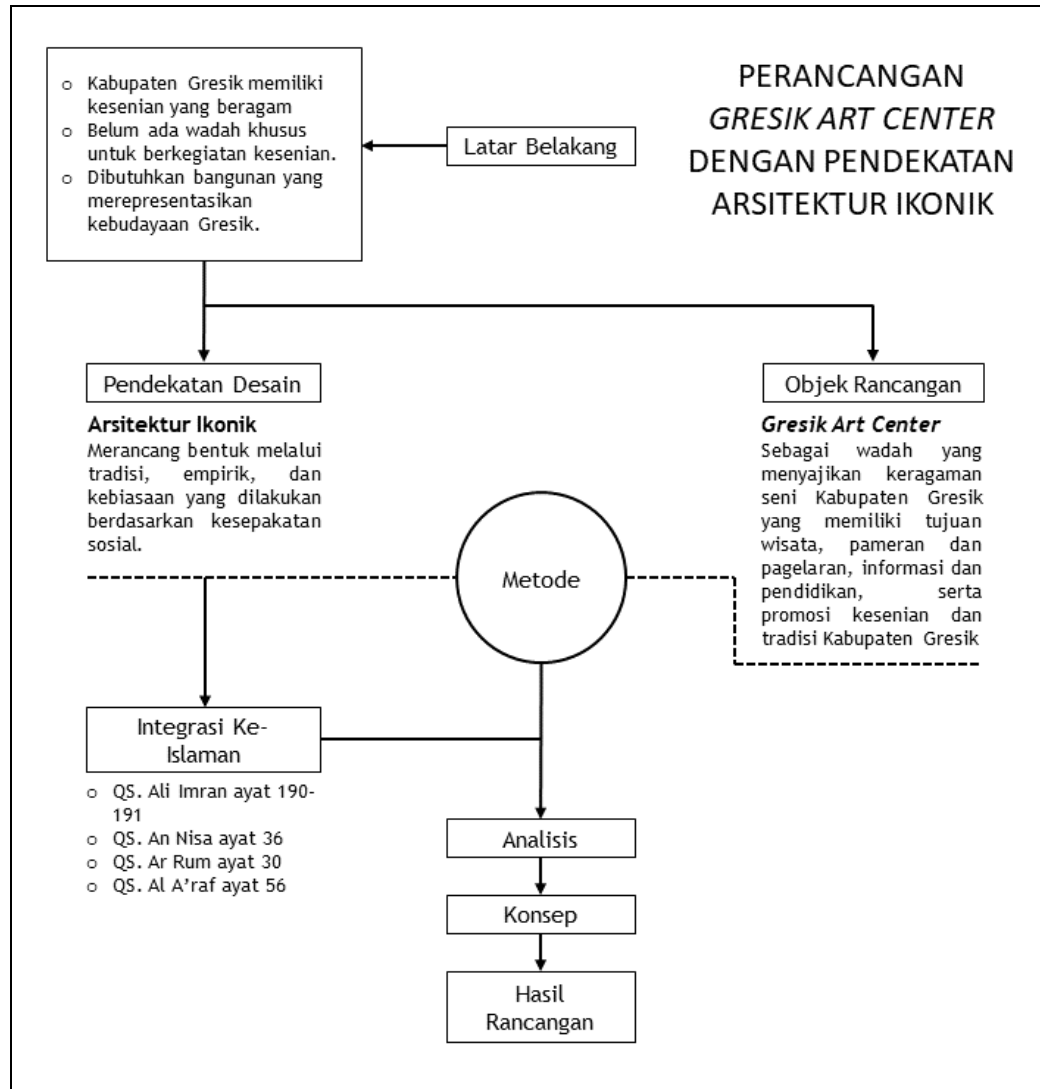 PERANCANGAN
GRESIK ART CENTER
DENGAN PENDEKATAN
ARSITEKTUR IKONIK
Latar Belakang
o Kabupaten Gresik memiliki
kesenian yang beragam
o Belum ada wadah khusus
untuk berkegiatan kesenian.
o Dibutuhkan bangunan yang
merepresentasikan
kebudayaan Gresik.
Pendekatan Desain
Arsitektur Ikonik
Merancang bentuk melalui
tradisi, empirik, dan
kebiasaan yang dilakukan
berdasarkan kesepakatan
sosial.
Objek Rancangan
Gresik Art Center
Sebagai wadah yang
menyajikan keragaman
seni Kabupaten Gresik
yang memiliki tujuan
wisata, pameran dan
pagelaran, informasi dan
pendidikan, serta
promosi kesenian dan
tradisi Kabupaten Gresik
Metode
Integrasi Ke-
Islaman
o QS. Ali Imran ayat 190-
191
o QS. An Nisa ayat 36
o QS. Ar Rum ayat 30
o QS. Al A’raf ayat 56
Analisis
Konsep
Hasil
Rancangan